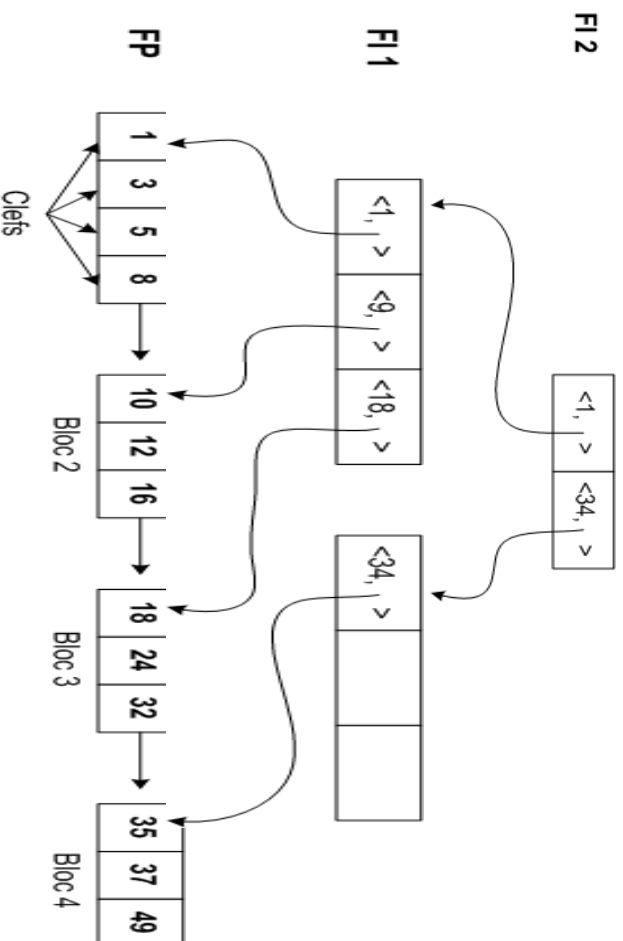 FI 2
<1, > <34, >
FI 1
<1, > <9, > <18, > <34, >
FP
1 3 5 8 10 12 16 18 24 32 35 37 49
Clefs Bloc 2 Bloc 3 Bloc 4